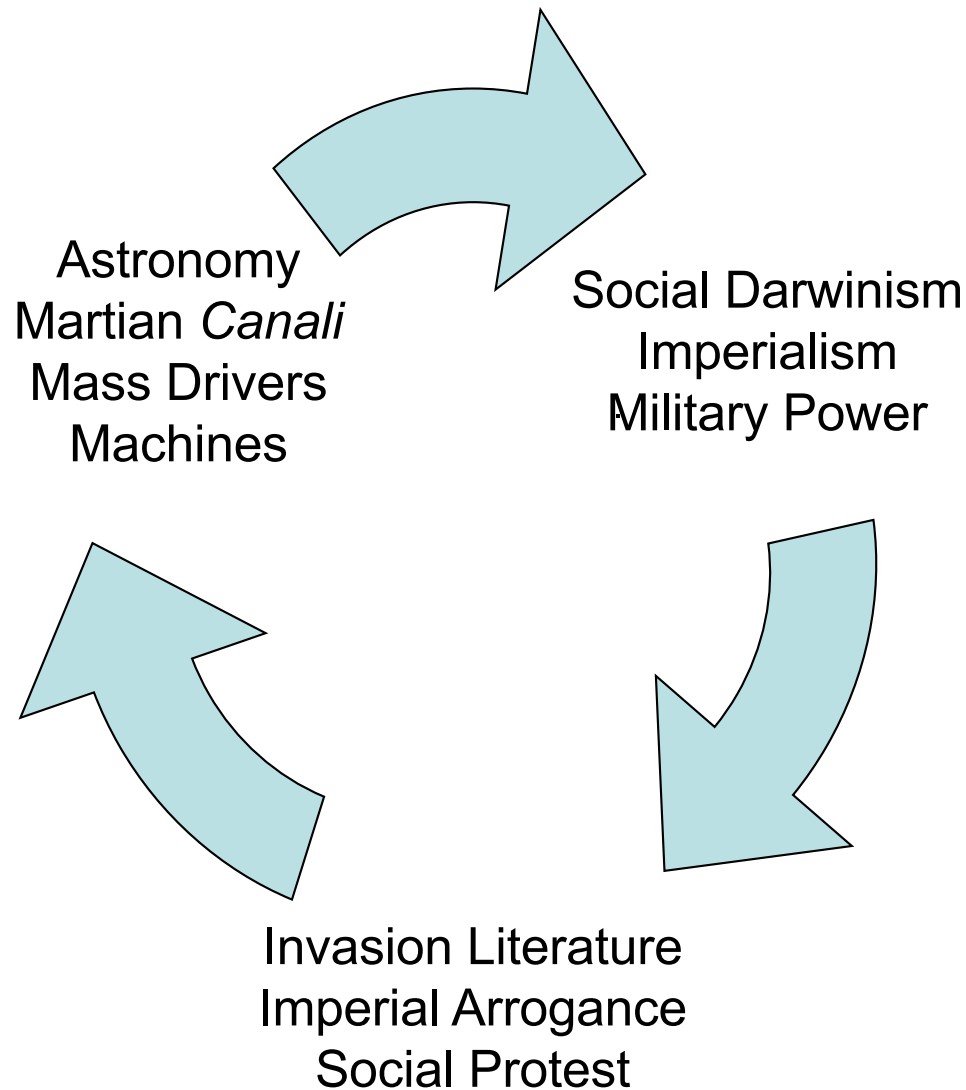 Astronomy
Martian Canali
Mass Drivers
Machines
Social Darwinism
Imperialism
Military Power
Invasion Literature
Imperial Arrogance
Social Protest